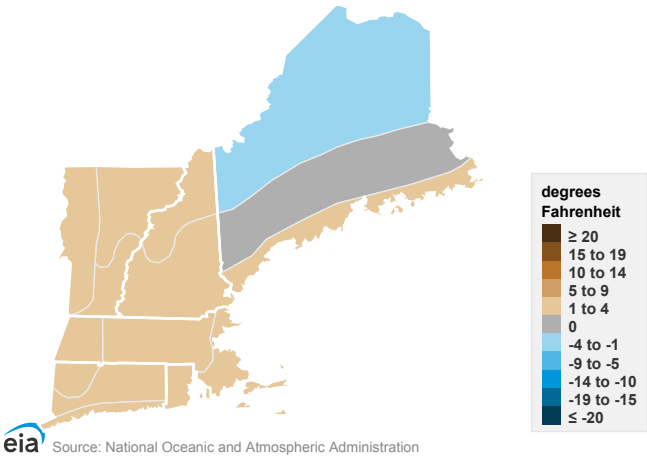 degrees
Fahrenheit
≥ 20
15 to 19
10 to 14
5 to 9
1 to 4
0
-4 to -1
-9 to -5
-14 to -10
-19 to -15
≤ -20
eia Source: National Oceanic and Atmospheric Administration